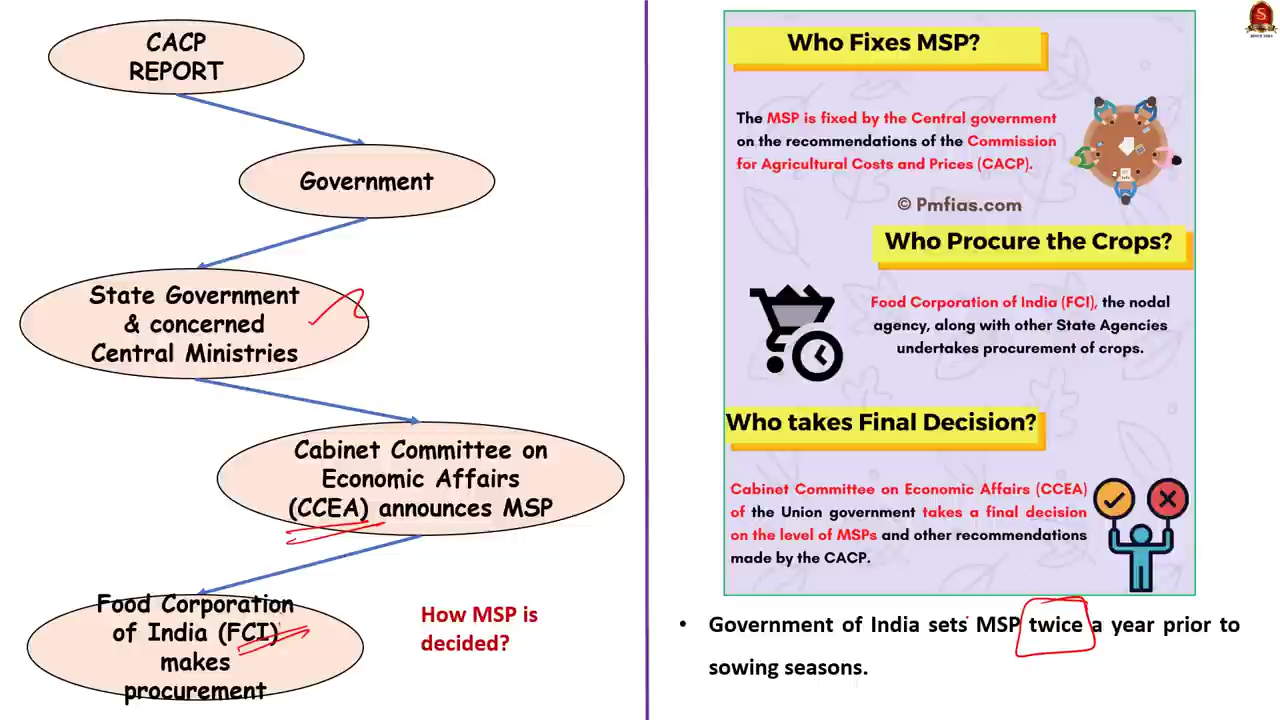 CACP
REPORT
Government
State Government
& concerned
Central Ministries
Cabinet Committee on
Economic Affairs
(CCEA) announces MSP
Food Corporation
of India (FCI)
makes
procurement
How MSP is
decided?
Who Fixes MSP?
The MSP is fixed by the Central government
on the recommendations of the Commission
for Agricultural Costs and Prices (CACP).
© Pmfias.com
Who Procure the Crops?
Food Corporation of India (FCI), the nodal
agency, along with other State Agencies
undertakes procurement of crops.
Who takes Final Decision?
Cabinet Committee on Economic Affairs (CCEA)
of the Union government takes a final decision
on the level of MSPs and other recommendations
made by the CACP.
• Government of India sets MSP twice a year prior to
sowing seasons.